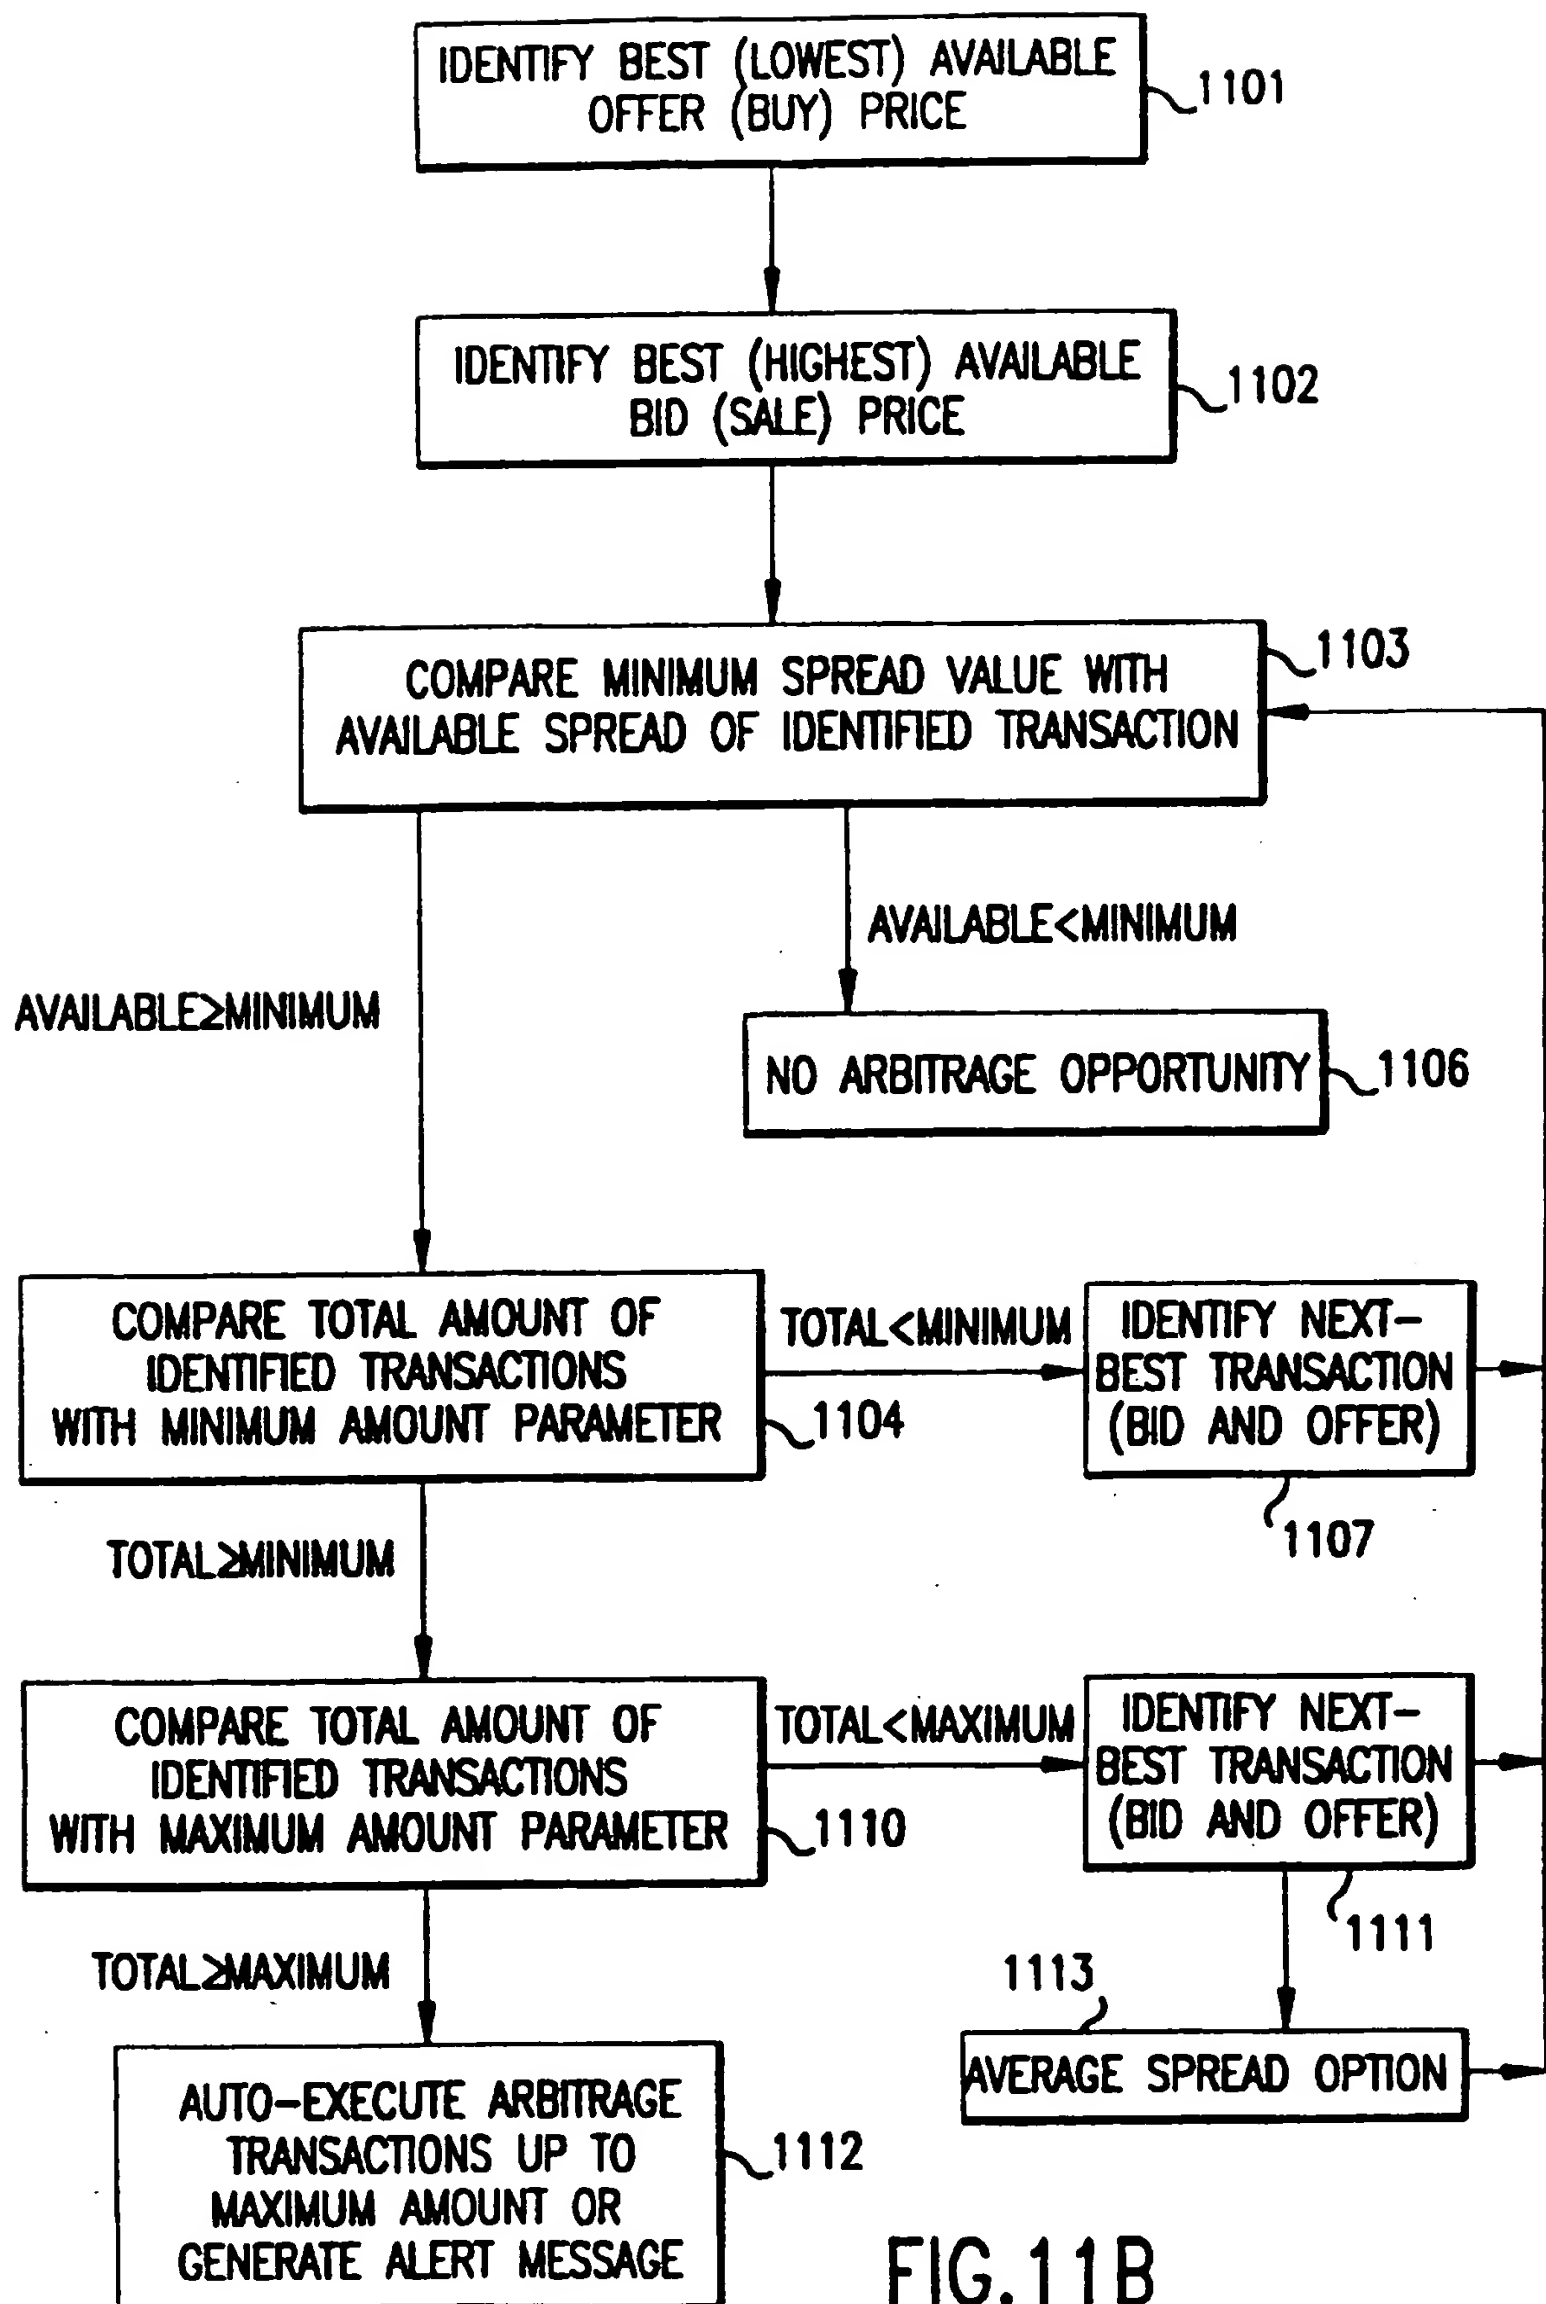 IDENTIFY BEST (LOWEST) AVAILABLE
OFFER (BUY) PRICE
1101
IDENTIFY BEST (HIGHEST) AVAILABLE
BID (SALE) PRICE
1102
COMPARE MINIMUM SPREAD VALUE WITH
AVAILABLE SPREAD OF IDENTIFIED TRANSACTION
1103
AVAILABLE<MINIMUM
AVAILABLE≥MINIMUM
NO ARBITRAGE OPPORTUNITY
1106
COMPARE TOTAL AMOUNT OF
IDENTIFIED TRANSACTIONS
WITH MINIMUM AMOUNT PARAMETER
1104
TOTAL<MINIMUM
IDENTIFY NEXT-
BEST TRANSACTION
(BID AND OFFER)
1107
TOTAL≥MINIMUM
COMPARE TOTAL AMOUNT OF
IDENTIFIED TRANSACTIONS
WITH MAXIMUM AMOUNT PARAMETER
1110
TOTAL<MAXIMUM
IDENTIFY NEXT-
BEST TRANSACTION
(BID AND OFFER)
1111
TOTAL≥MAXIMUM
1113
AVERAGE SPREAD OPTION
AUTO-EXECUTE ARBITRAGE
TRANSACTIONS UP TO
MAXIMUM AMOUNT OR
GENERATE ALERT MESSAGE
1112
FIG.11B